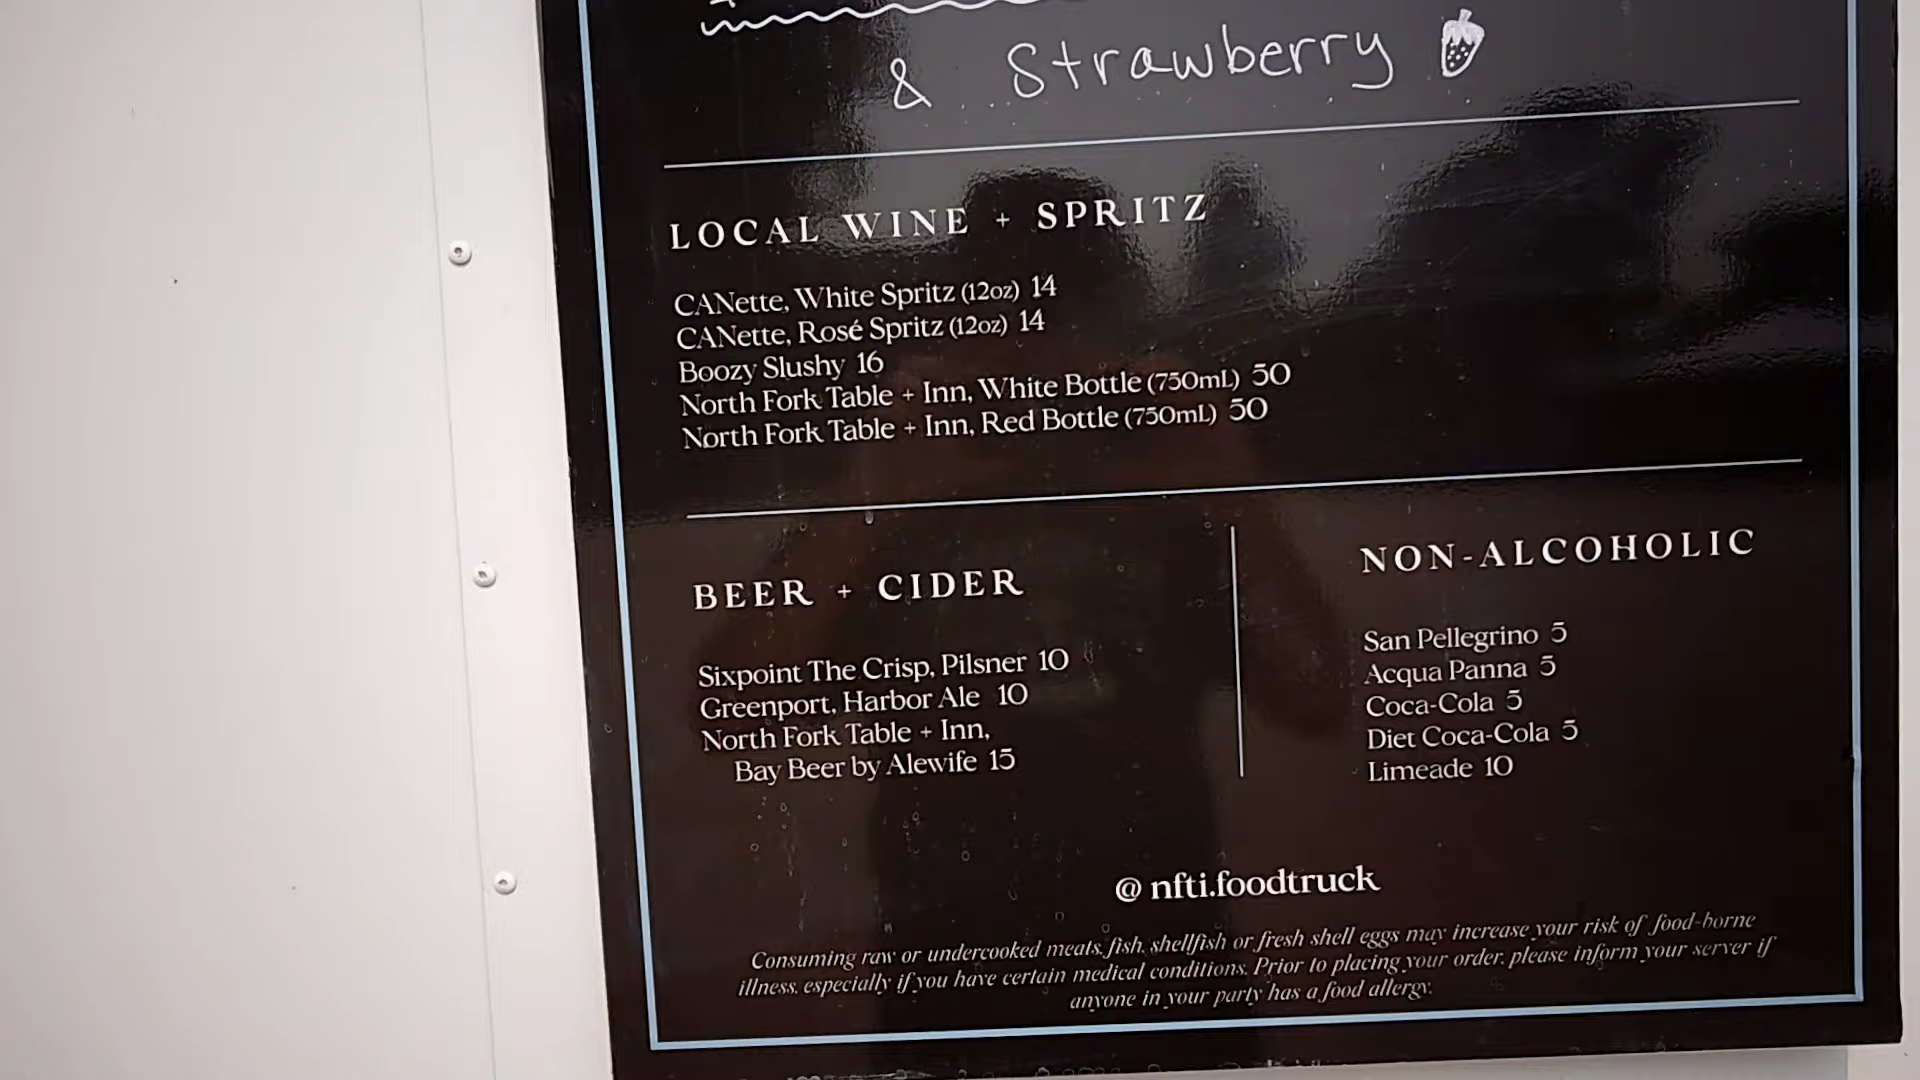 & Strawberry
LOCAL WINE + SPRITZ
CANette, White Spritz (12oz) 14
CANette, Rosé Spritz (12oz) 14
Boozy Slushy 16
North Fork Table + Inn, White Bottle (750mL) 50
North Fork Table + Inn, Red Bottle (750mL) 50
BEER + CIDER
Sixpoint The Crisp, Pilsner 10
Greenport, Harbor Ale 10
North Fork Table + Inn,
Bay Beer by Alewife 15
NON-ALCOHOLIC
San Pellegrino 5
Acqua Panna 5
Coca-Cola 5
Diet Coca-Cola 5
Limeade 10
@ nfti.foodtruck
Consuming raw or undercooked meats, fish, shellfish or fresh shell eggs may increase your risk of food-borne
illness, especially if you have certain medical conditions. Prior to placing your order, please inform your server if
anyone in your party has a food allergy.